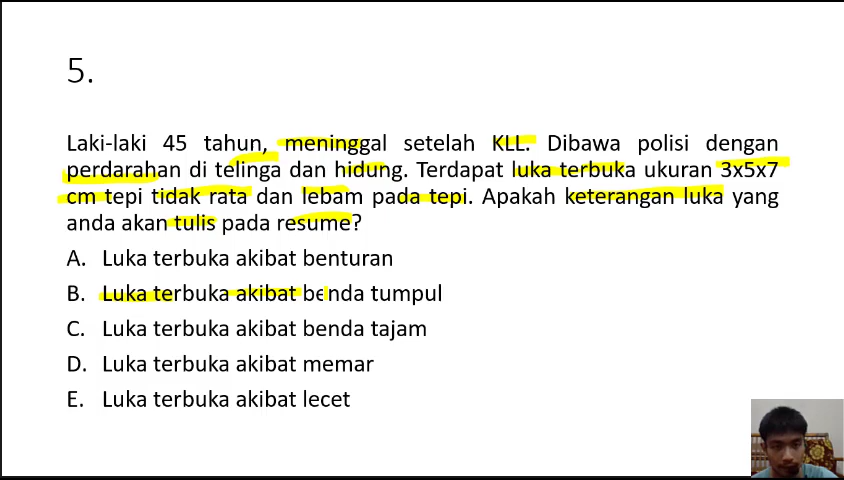 5.
Laki-laki 45 tahun, meninggal setelah KLL. Dibawa polisi dengan
perdarahan di telinga dan hidung. Terdapat luka terbuka ukuran 3x5x7
cm tepi tidak rata dan lebam pada tepi. Apakah keterangan luka yang
anda akan tulis pada resume?
A. Luka terbuka akibat benturan
B. Luka terbuka akibat benda tumpul
C. Luka terbuka akibat benda tajam
D. Luka terbuka akibat memar
E. Luka terbuka akibat lecet